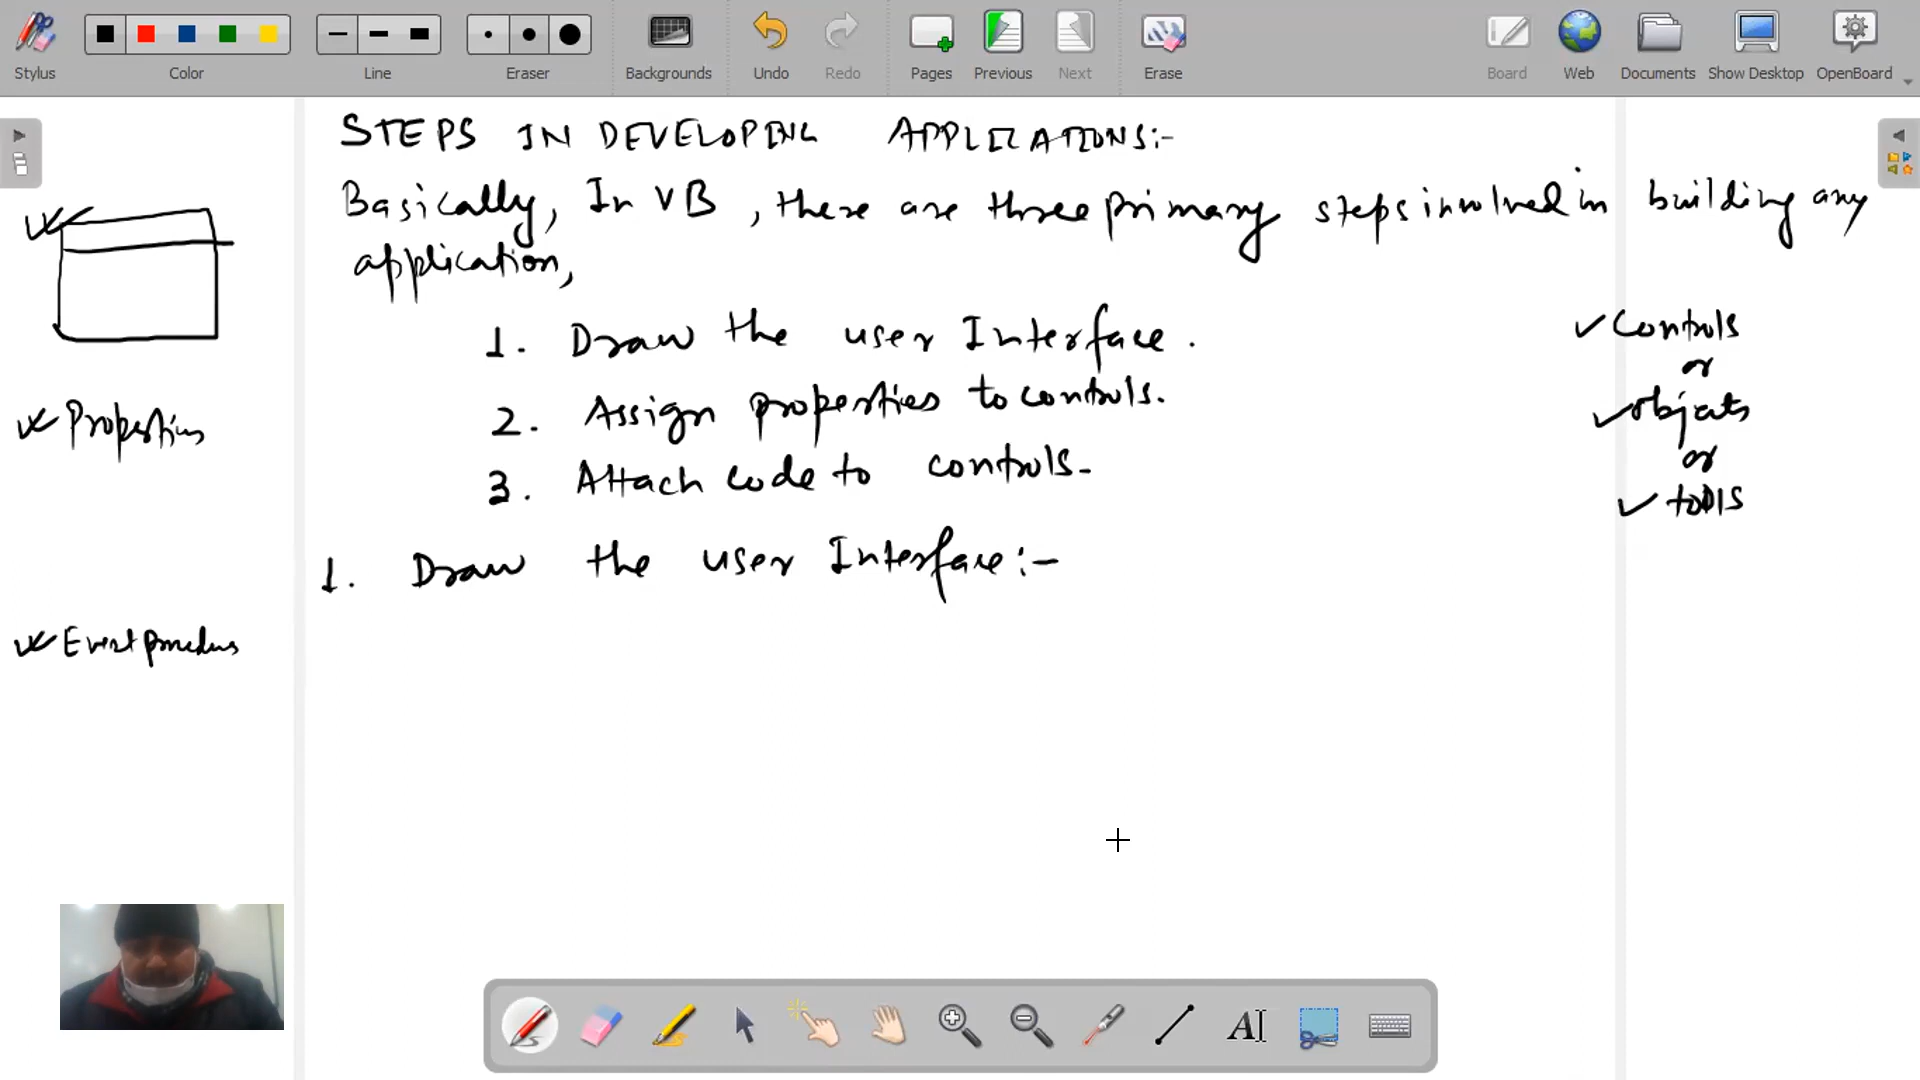 Stylus
Color
Line
Eraser
Backgrounds
Undo
Redo
Pages
Previous
Next
Erase
Board
Web
Documents
Show Desktop
OpenBoard
STEPS IN DEVELOPING APPLICATIONS:-
Basically, In VB, there are three primary steps involved in building any
application,
1. Draw the user Interface.
2. Assign properties to controls.
3. Attach code to controls.
1. Draw the user Interface:-
Controls
or
objects
or
tools
Properties
Event procedures
AI